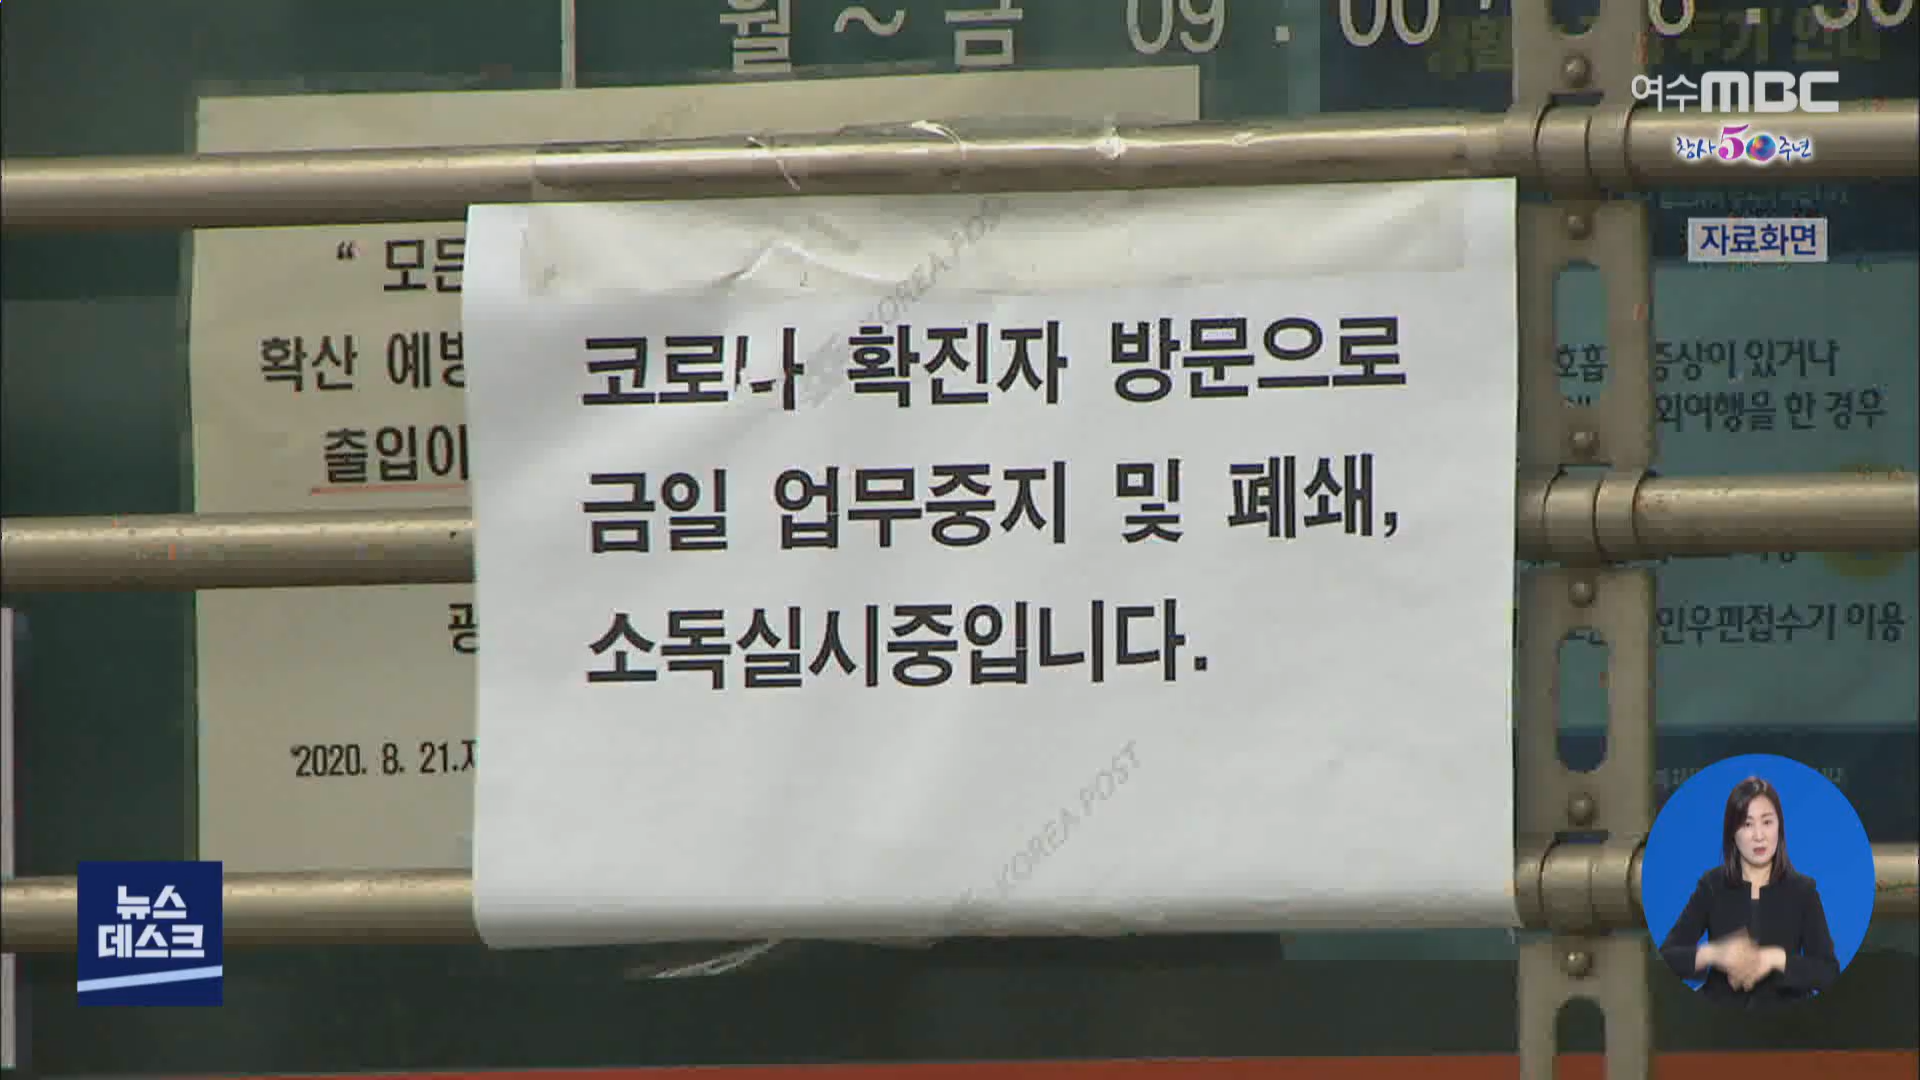 월~금 09:00
여수MBC
창사50주년
자료화면
“ 모든
확산 예방
출입이
2020. 8. 21.
KOREA POST
코로나 확진자 방문으로
금일 업무중지 및 폐쇄,
소독실시중입니다.
KOREA POST
증상이 있거나
외여행을 한 경우
인우편접수기 이용
뉴스
데스크